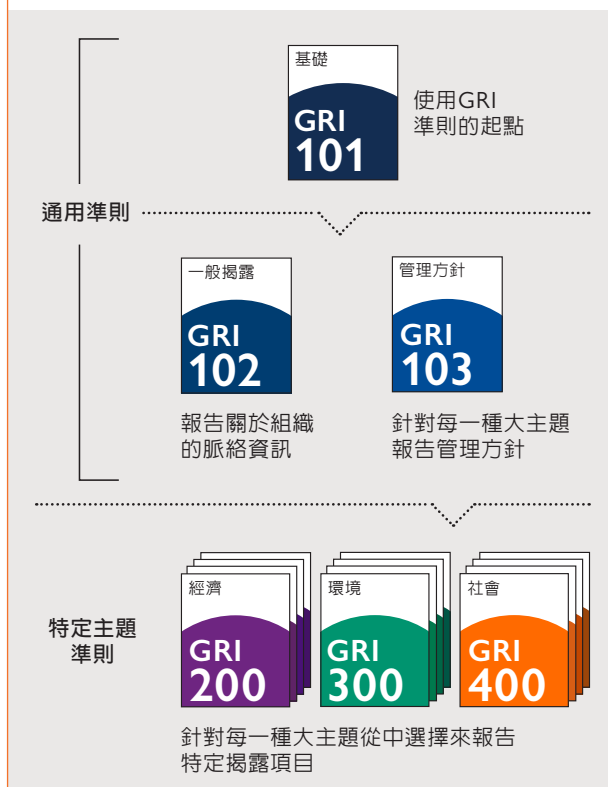 基礎
GRI
101
使用GRI
準則的起點
通用準則
一般揭露
GRI
102
報告關於組織
的脈絡資訊
管理方針
GRI
103
針對每一種大主題
報告管理方針
特定主題
準則
經濟
GRI
200
環境
GRI
300
社會
GRI
400
針對每一種大主題從中選擇來報告
特定揭露項目